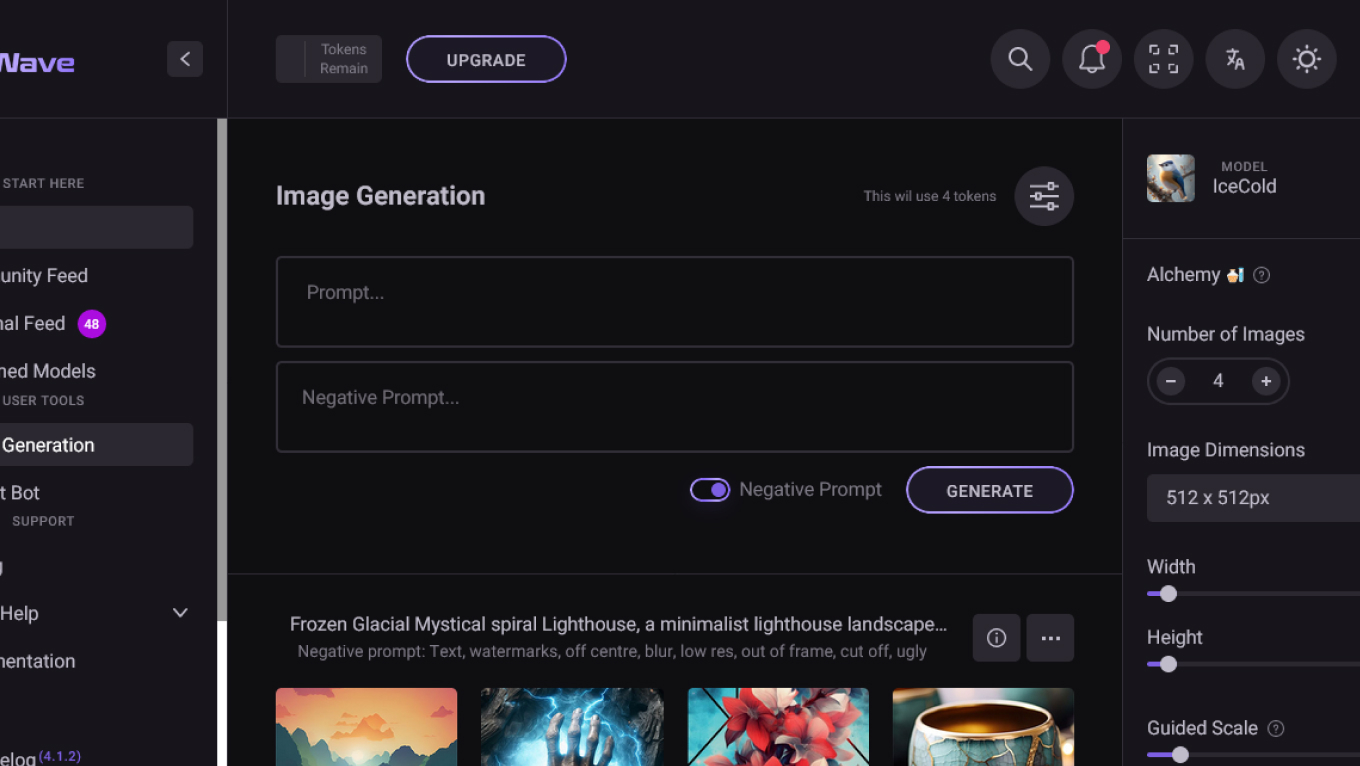 Wave
Tokens
Remain
UPGRADE
START HERE
unity Feed
nal Feed 48
ned Models
USER TOOLS
Generation
t Bot
SUPPORT
g
Help
nentation
elog (4.1.2)
Image Generation
This wil use 4 tokens
Prompt...
Negative Prompt...
Negative Prompt
GENERATE
Frozen Glacial Mystical spiral Lighthouse, a minimalist lighthouse landscape...
Negative prompt: Text, watermarks, off centre, blur, low res, out of frame, cut off, ugly
MODEL
IceCold
Alchemy
Number of Images
4
Image Dimensions
512 x 512px
Width
Height
Guided Scale